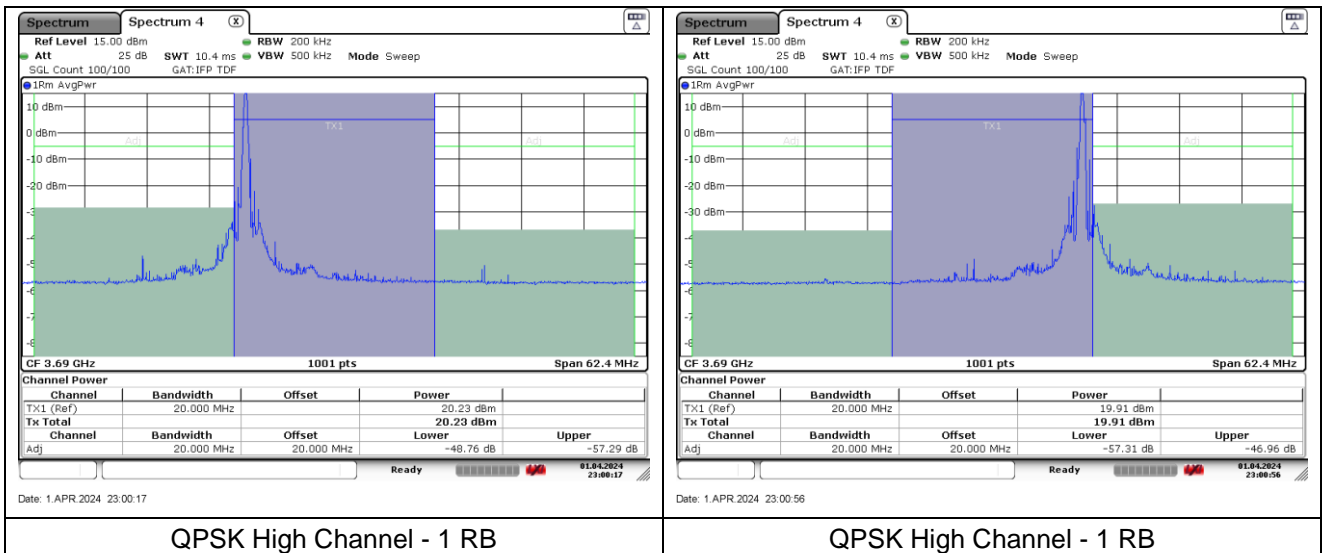 Spectrum Spectrum 4 X
Ref Level 15.00 dBm RBW 200 kHz
Att 25 dB SWT 10.4 ms VBW 500 kHz Mode Sweep
SGL Count 100/100 GAT:IFP TDF
1Rm AvgPwr
10 dBm
TX1
0 dBm
Adj Adj
-10 dBm
-20 dBm
CF 3.69 GHz 1001 pts Span 62.4 MHz
Channel Power
Channel Bandwidth Offset Power
TX1 (Ref) 20.000 MHz 20.23 dBm
Tx Total 20.23 dBm
Channel Bandwidth Offset Lower Upper
Adj 20.000 MHz 20.000 MHz -48.76 dB -57.29 dB
Ready 01.04.2024
23:00:17
Date: 1.APR.2024 23:00:17
QPSK High Channel - 1 RB
Spectrum Spectrum 4 X
Ref Level 15.00 dBm RBW 200 kHz
Att 25 dB SWT 10.4 ms VBW 500 kHz Mode Sweep
SGL Count 100/100 GAT:IFP TDF
1Rm AvgPwr
10 dBm
TX1
0 dBm
Adj Adj
-10 dBm
-20 dBm
-30 dBm
CF 3.69 GHz 1001 pts Span 62.4 MHz
Channel Power
Channel Bandwidth Offset Power
TX1 (Ref) 20.000 MHz 19.91 dBm
Tx Total 19.91 dBm
Channel Bandwidth Offset Lower Upper
Adj 20.000 MHz 20.000 MHz -57.31 dB -46.96 dB
Ready 01.04.2024
23:00:56
Date: 1.APR.2024 23:00:56
QPSK High Channel - 1 RB